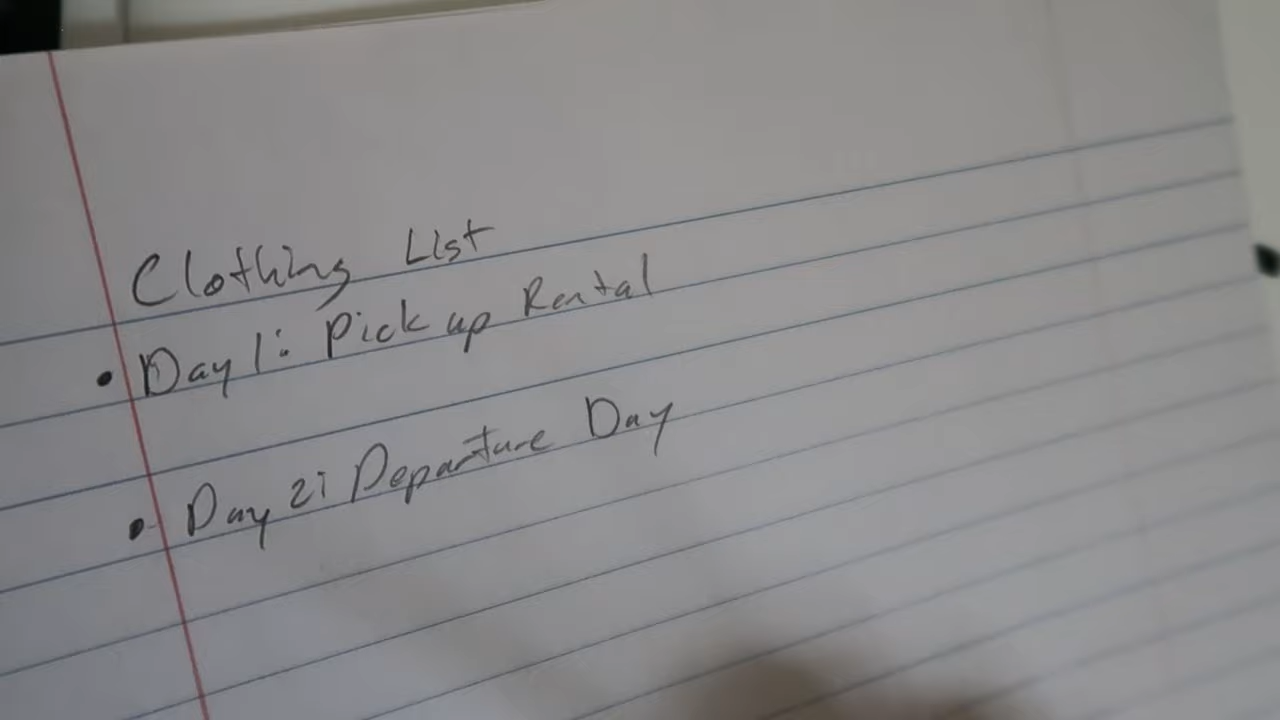 Clothing List
• Day 1: Pick up Rental
• Day 2: Departure Day